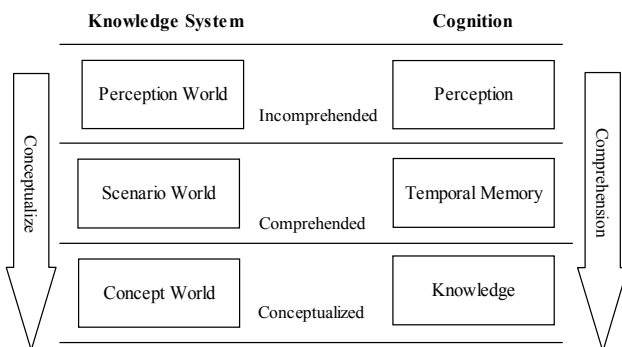 Knowledge System Cognition
Perception World Perception
Incomprehended
Conceptualize Comprehension
Scenario World Temporal Memory
Comprehended
Concept World Knowledge
Conceptualized